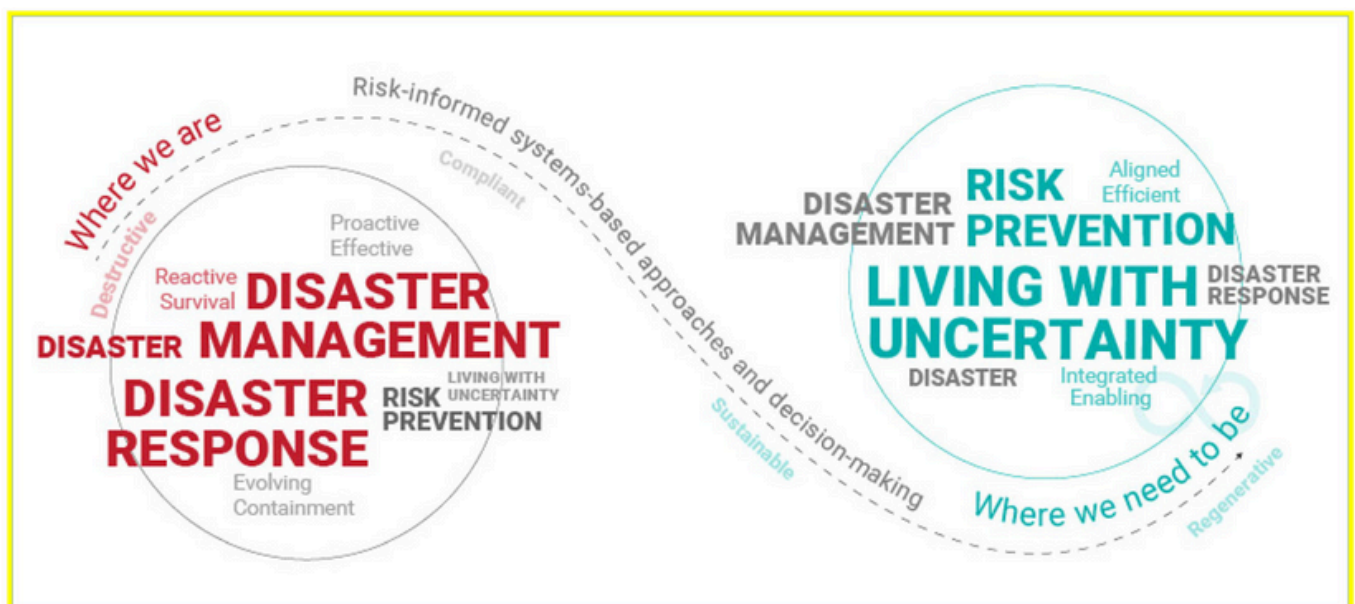 Where we are
Risk-informed systems-based approaches and decision-making
Destructive
Compliant
Sustainable
Regenerative
Proactive
Effective
Reactive
Survival
DISASTER
MANAGEMENT
DISASTER
DISASTER
RESPONSE
RISK
PREVENTION
LIVING WITH
UNCERTAINTY
Evolving
Containment
DISASTER
MANAGEMENT
RISK
PREVENTION
Aligned
Efficient
LIVING WITH
UNCERTAINTY
DISASTER
RESPONSE
DISASTER
Integrated
Enabling
Where we need to be